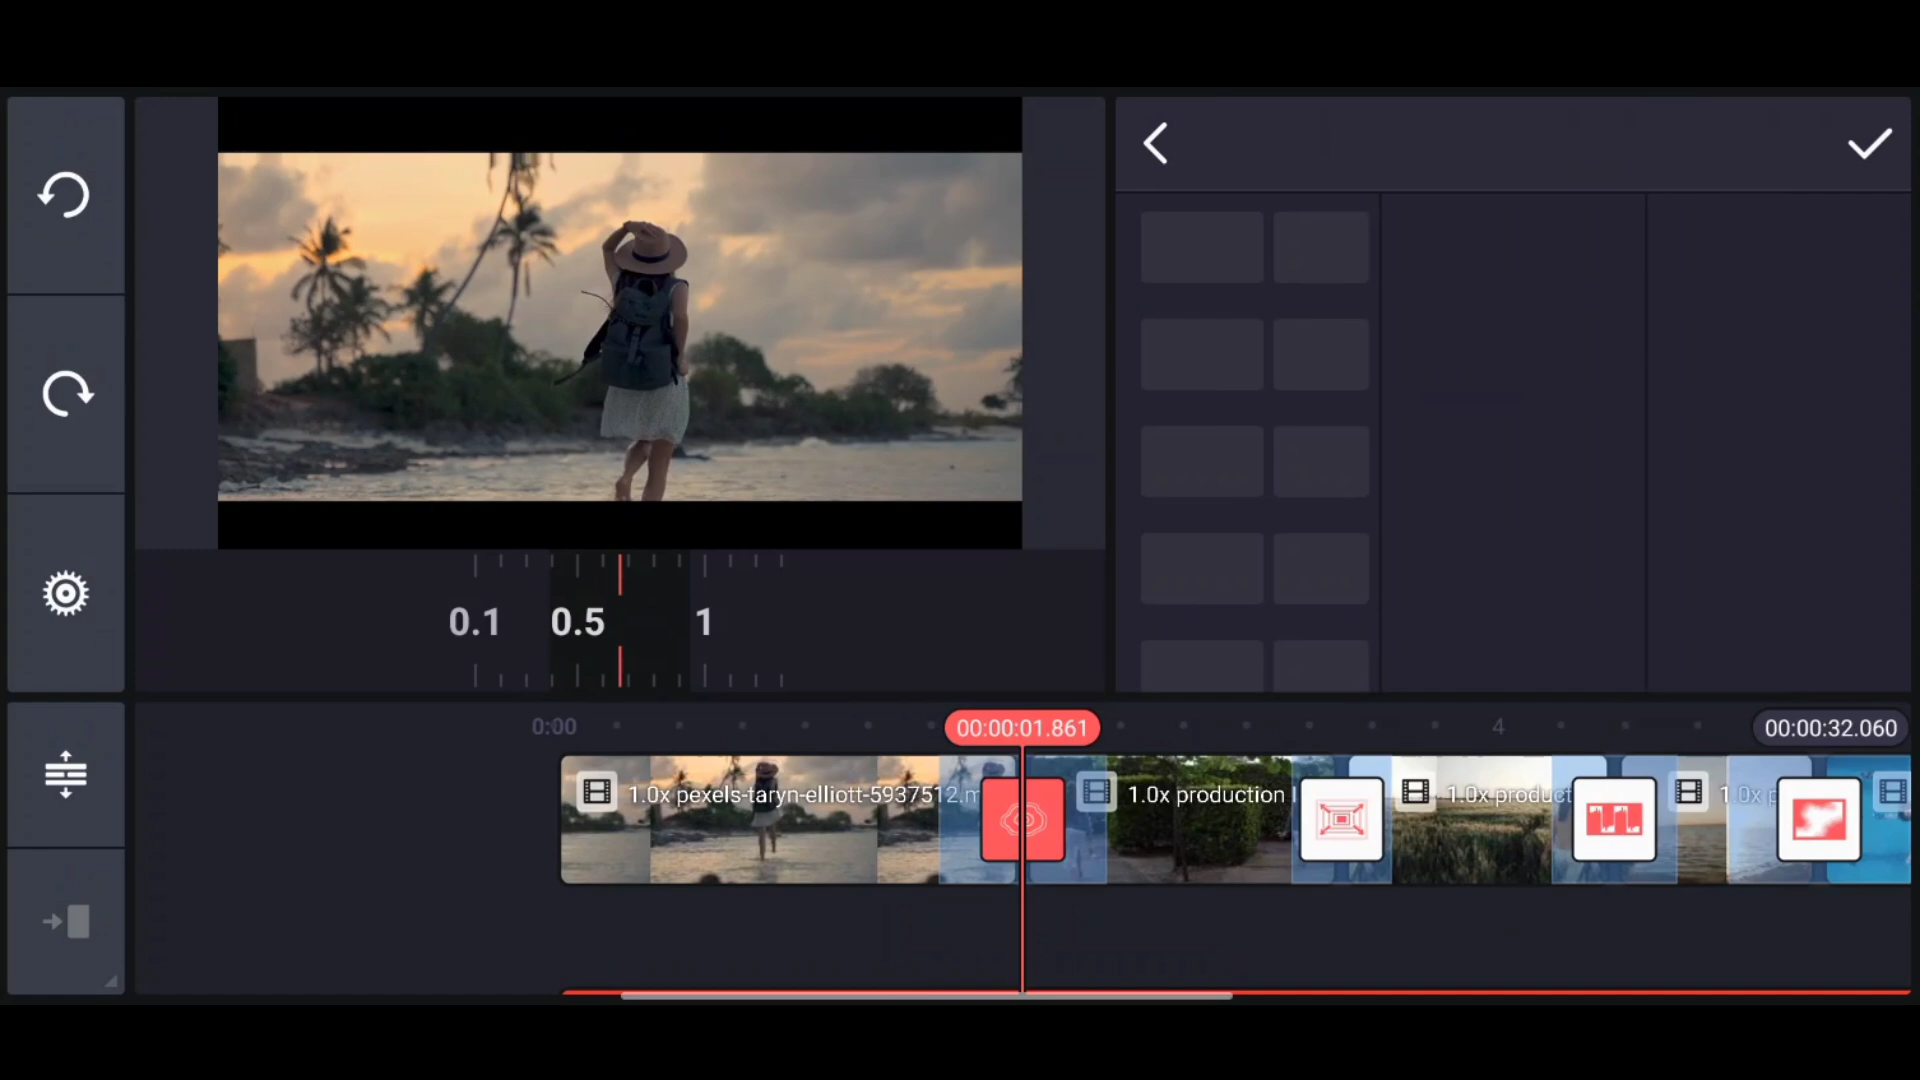 0.1 0.5 1
0:00 00:00:01.861 4 00:00:32.060
1.0x pexels-taryn-elliott-5937512.m
1.0x production
1.0x product
1.0x p